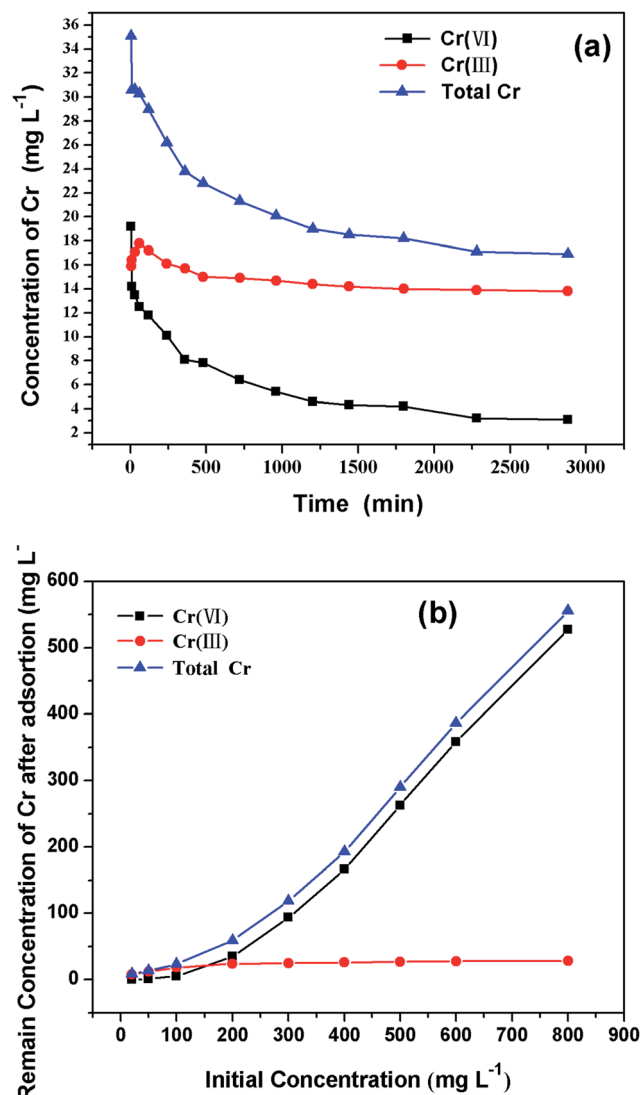 36
34
32
30
28
26
24
22
20
18
16
14
12
10
8
6
4
2
Concentration of Cr (mg L⁻¹)
Cr(VI)
Cr(III)
Total Cr
(a)
0 500 1000 1500 2000 2500 3000
Time (min)
600
500
400
300
200
100
0
Remain Concentration of Cr after adsortion (mg L⁻
Cr(VI)
Cr(III)
Total Cr
(b)
0 100 200 300 400 500 600 700 800 900
Initial Concentration (mg L⁻¹)